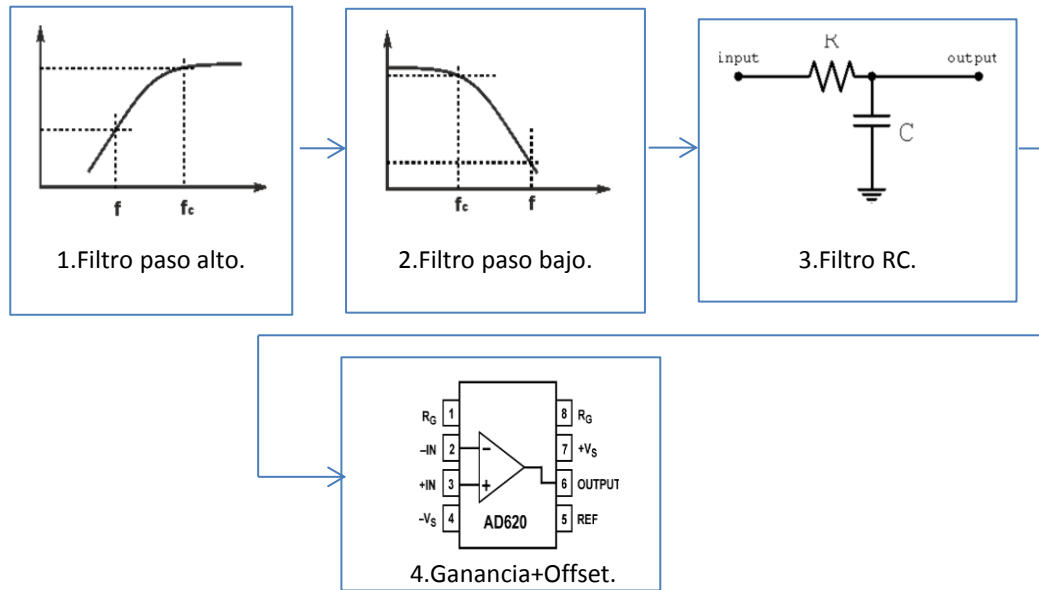 f
fc
1.Filtro paso alto.
fc
f
2.Filtro paso bajo.
R
input
output
C
3.Filtro RC.
RG 1
8 RG
–IN 2
7 +VS
+IN 3
6 OUTPUT
–VS 4
5 REF
– 
+
AD620
4.Ganancia+Offset.